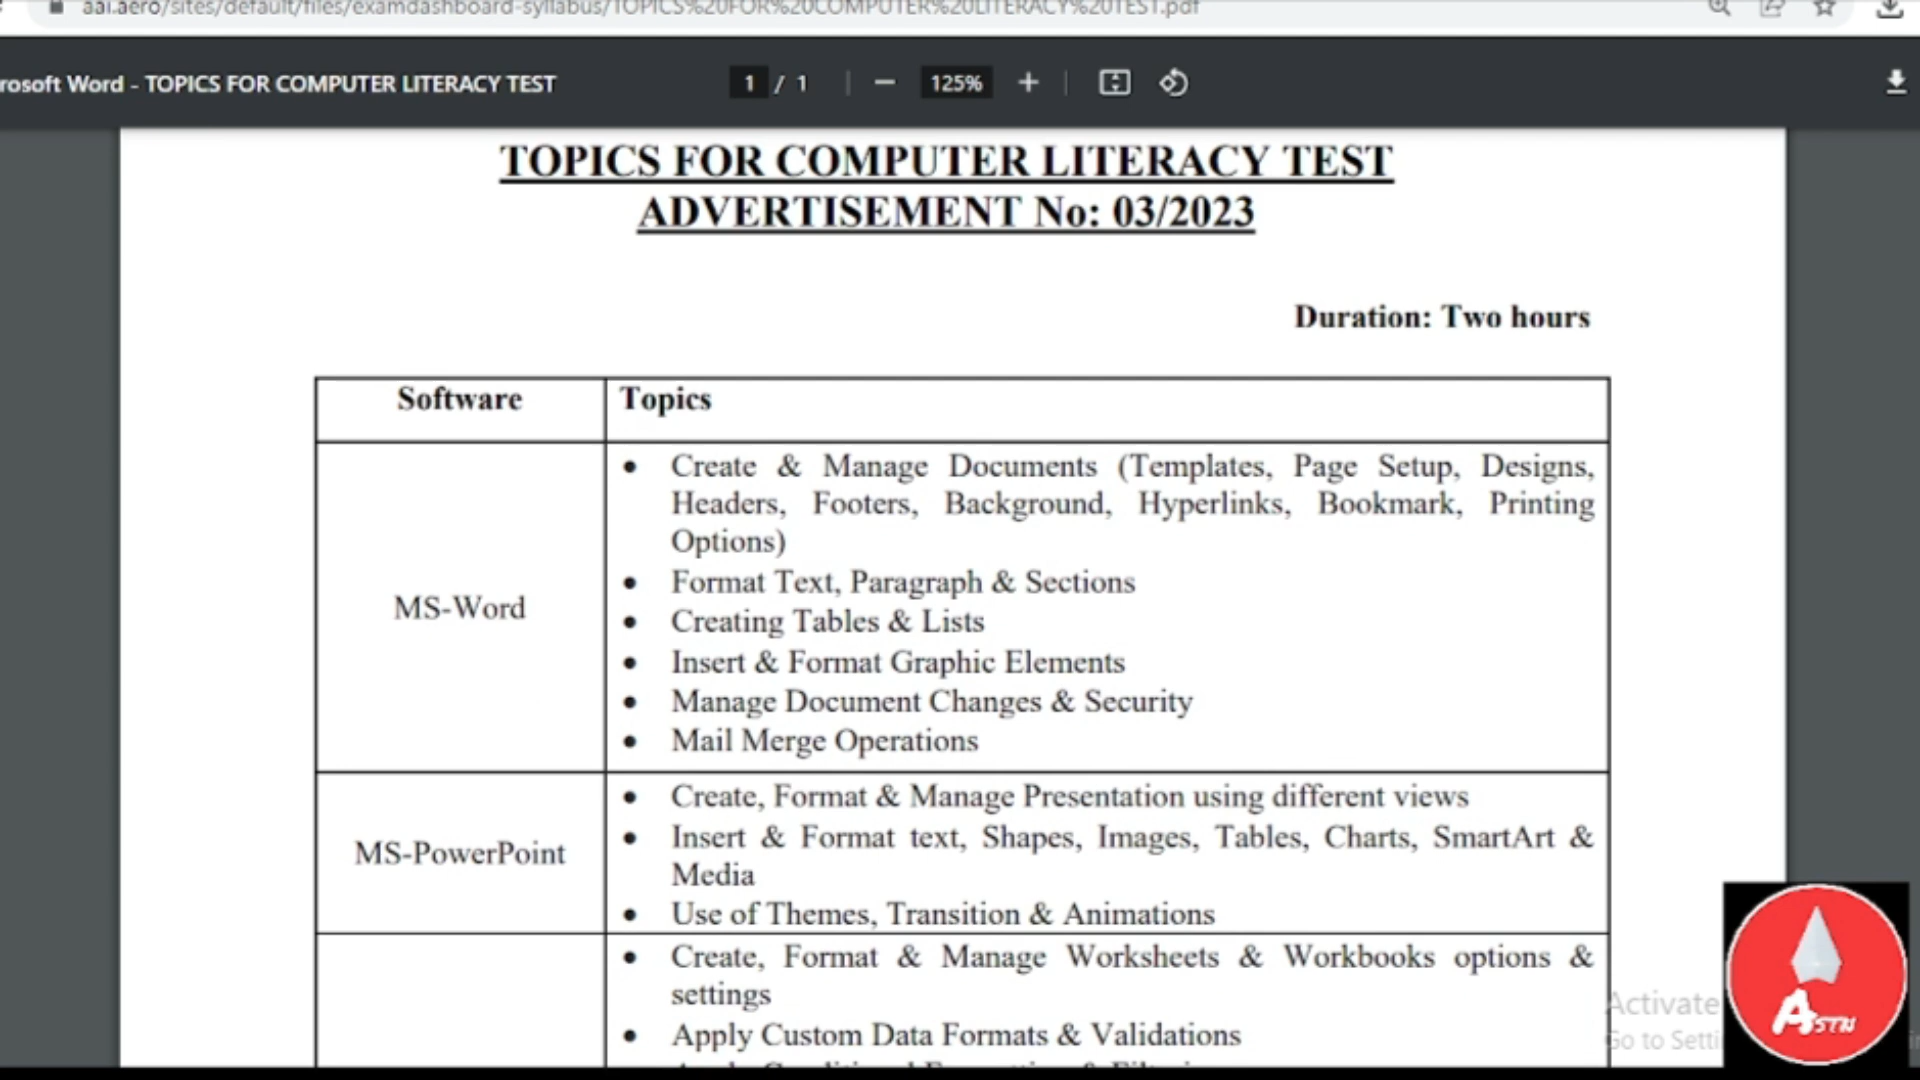 aai.aero/sites/default/files/examdashboard-syllabus/TOPICS%20FOR%20COMPUTER%20LITERACY%20TEST.pdf
rosoft Word - TOPICS FOR COMPUTER LITERACY TEST
1 / 1
125%
TOPICS FOR COMPUTER LITERACY TEST
ADVERTISEMENT No: 03/2023
Duration: Two hours
Software
Topics
MS-Word
• Create & Manage Documents (Templates, Page Setup, Designs,
Headers, Footers, Background, Hyperlinks, Bookmark, Printing
Options)
• Format Text, Paragraph & Sections
• Creating Tables & Lists
• Insert & Format Graphic Elements
• Manage Document Changes & Security
• Mail Merge Operations
MS-PowerPoint
• Create, Format & Manage Presentation using different views
• Insert & Format text, Shapes, Images, Tables, Charts, SmartArt &
Media
• Use of Themes, Transition & Animations
• Create, Format & Manage Worksheets & Workbooks options &
settings
• Apply Custom Data Formats & Validations
Activate
Go to Setti
ASTN